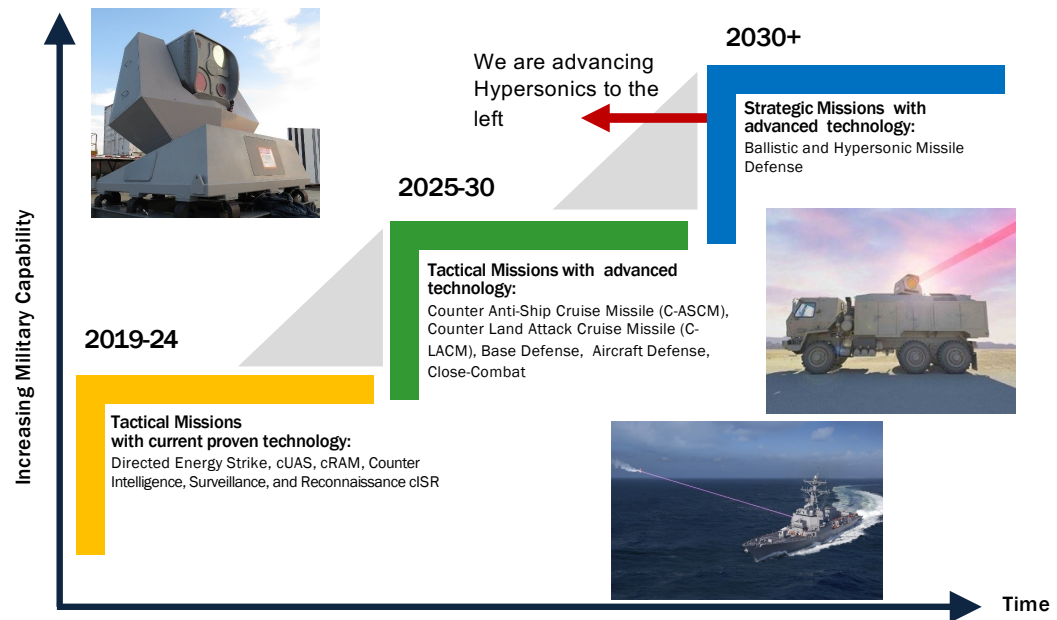 2030+
We are advancing
Hypersonics to the
left
Strategic Missions with
advanced technology:
Ballistic and Hypersonic Missile
Defense
2025-30
Tactical Missions with advanced
technology:
Counter Anti-Ship Cruise Missile (C-ASCM),
Counter Land Attack Cruise Missile (C-
LACM), Base Defense, Aircraft Defense,
Close-Combat
2019-24
Tactical Missions
with current proven technology:
Directed Energy Strike, cUAS, cRAM, Counter
Intelligence, Surveillance, and Reconnaissance cISR
Increasing Military Capability
Time